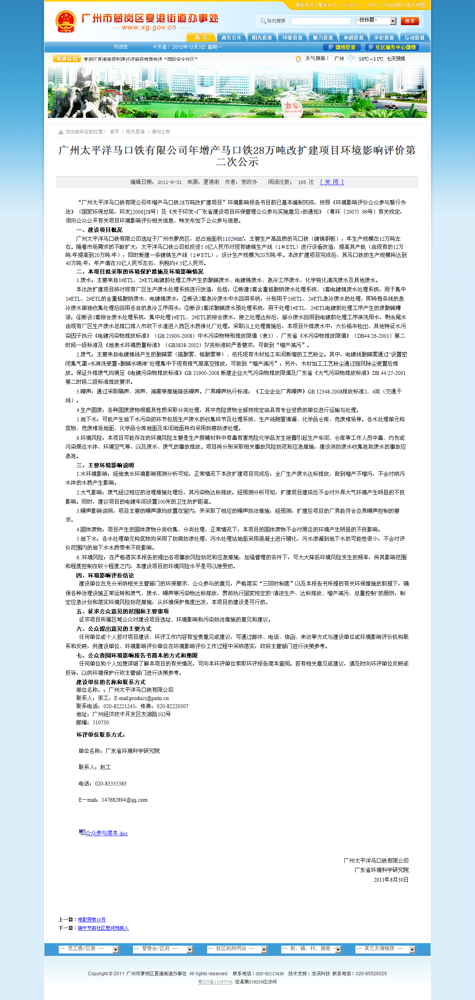 简体中文 | 繁体中文 | English | WAP | 网站地图 | 电子地图
广州市萝岗区夏港街道办事处
www.xg.gov.cn
站内搜索 -按标题- 搜索
首 页 政务公开 阳光夏港 印象夏港 魅力夏港 和谐夏港 多彩夏港 互动夏港
欢迎您 今天是： 2012年12月3日 星期一 微博夏港 社区服务中心微博
最新信息 萝岗区夏港街顺利通过评审获推荐参评“国际安全社区” 天气预报： 广州 16℃~11℃ 七天预报
凝聚
您当前所在的位置： 首页 > 阳光夏港 > 通知公告
广州太平洋马口铁有限公司年增产马口铁28万吨改扩建项目环境影响评价第
二次公示
编辑日期：2011-8-31 来源：夏港街 作者：党政办 阅读次数： 195 次 [ 关 闭 ]
“广州太平洋马口铁有限公司年增产马口铁28万吨改扩建项目”环境影响报告书目前已基本编制完成，按照《环境影响评价公众参与暂行办
法》（国家环保总局，环发[2006]28号）及《关于印发<广东省建设项目环保管理公众参与实施意见>的通知》（粤环〔2007〕99号）有关规定，
须向公众公开有关项目环境影响评价相关信息，特发布如下公众参与信息。
一、建设项目概况
广州太平洋马口铁有限公司选址于广州市萝岗区，总占地面积110296㎡，主要生产高品质的马口铁（镀锡钢板），年生产规模在12万吨左
右。随着市场需求的不断扩大，太平洋马口铁公司拟投资5.0亿人民币对现有镀锡生产线（1＃ETL）进行设备改造，提高其产能（由现有的12万
吨/年提高到20万吨/年）；同时新建一条镀锡生产线（2＃ETL），设计生产规模为20万吨/年。本改扩建项目完成后，其马口铁的生产规模将达到
40万吨/年，年产值在30亿人民币左右，利税约4.5亿人民币。
二、本项目拟采取的环境保护措施及环境影响情况
1.废水：主要来自1#ETL、2#ETL电镀前处理工序产生的酸碱废水、电镀锡废水、急冷工序废水、化学钝化清洗废水及其他废水。
本次改扩建项目将对现有厂区生产废水处理系统进行改造，包括：①新建1套含重铬酸钠废水处理系统、1套电镀锡废水处理系统，用于集中
1#ETL、2#ETL的含重铬酸钠废水、电镀锡废水；②新设2套急冷废水中水回用系统，分别用于1#ETL、2#ETL急冷废水的处理，即将每条线的急
冷废水单独收集处理后回用各自的急冷工序用水；③新设1套浓酸碱废水预处理系统，用于处理1#ETL、2#ETL电镀前处理工序产生的废酸碱槽
液；④新设1套综合废水处理系统，集中处理1#ETL、2#ETL的综合废水，使之处理达标后，部分废水回用到电镀前处理工序淋洗用水，剩余尾水
由现有厂区生产废水总排口排入市政下水道进入西区水质净化厂处理。采取以上处理措施后，本项目外排废水中，六价铬未检出、其他特征水污
染因子执行《电镀污染物排放标准》（GB 21900-2008）中水污染物特别排放限值（表3）、广东省《水污染物排放限值》（DB44/26-2001）第二
时段一级标准及《地表水环境质量标准》（GB3838-2002）Ⅳ类标准较严者要求，可做到“增产减污”。
2.废气：主要来自电镀锡线产生的酸碱雾（硫酸雾、铬酸雾等）、依托现有木材加工车间新增的工艺粉尘。其中，电镀线酸碱雾通过“设置密
闭集气罩+水淋洗装置+酸碱水喷淋”处理集中于现有排气筒高空排放，可做到“增产减污”；另外，木材加工工艺粉尘通过旋风除尘装置后排
放。保证外排废气均满足《电镀污染物排放标准》GB 21900-2008 新建企业大气污染物排放限值及广东省《大气污染物排放标准》DB 44/27-2001
第二时段二级标准排放要求。
3.噪声：通过采取隔声、消声、减震等措施降低噪声。厂界噪声执行标准：《工业企业厂界噪声》GB 12348-2008排放标准2、4类（交通干
线）。
4.生产固废：各种固废废物根据其性质采取分类处理，其中危险废物全部按规定由具有专业资质的单位进行运输与处理。
5.地下水：可能产生地下水污染的环节包括生产废水的收集环节及处理系统、生产线跑冒滴漏、化学品仓库、危废堆场等。各水处理单元构
筑物、危废堆场地面、化学品仓库地面及车间地面将均采用防腐防渗处理。
6.环境风险：本项目可能存在的环境风险主要是生产原辅材料中有毒有害危险化学品发生泄露引起生产车间、仓库等工作人员中毒、灼伤或
污染周边水体、环境空气等，以及废水、废气的事故排放。项目将分别采取相关事故风险防范和应急措施，建设消防废水收集池和废水的事故应
急池。
三、主要环境影响说明
1.水环境影响：经地表水环境影响预测分析可知，正常情况下本改扩建项目完成后，全厂生产废水达标排放，做到增产不增污，不会对纳污
水体的水质产生影响。
2.大气影响：废气经过相应的治理措施处理后，其污染物达标排放。经预测分析可知，扩建项目建成后不会对外界大气环境产生明显的不良
影响。同时，建议项目的电镀车间设置100米的卫生防护距离。
3.噪声影响说明：项目主要的噪声源均放置在室内，并采取了相应的噪声防治措施，经预测，扩建后项目的厂界能符合边界噪声控制的要
求。
4.固体废物：项目产生的固体废物分类收集、分类处理，正常情况下，本项目的固体废物不会对周边的环境产生明显的不良影响。
5.地下水：各水处理单元构筑物均采用了防腐防渗处理，污水处理站地面采用混凝土进行硬化，污水渗漏到地下水的可能性很小，不会对评
价范围内的地下水水质带来不良影响。
6..环境风险：在严格落实本报告的提出各项事故风险防范和应急措施，加强管理的条件下，可大大降低环境风险发生的频率，将其影响范围
和程度控制在较小程度之内，本建设项目的环境风险水平是可以接受的。
四、环境影响评价结论
建设单位在充分采纳相关主管部门的环保要求、公众参与的意见，严格落实“三同时制度”以及本报告书所提的有关环保措施的前提下，确
保各种治理设施正常运转和废气、废水、噪声等污染物达标排放，贯彻执行国家规定的“清洁生产、达标排放、增产减污、总量控制”的原则，制
定应急计划和落实环境风险防范措施，从环境保护角度出发，本项目的建设是可行的。
五、征求公众意见的范围和主要事项
征求项目所属区域公众对建设项目选址、环境影响和污染防治措施的意见和建议。
六、公众提出意见的主要方式
任何单位或个人若对项目建设、环评工作内容有宝贵意见或建议，可通过邮件、电话、信函、来访等方式与建设单位或环境影响评价机构联
系和反映，供建设单位、环境影响评价单位在环境影响评价工作过程中采纳落实，政府主管部门进行决策参考。
七、公众查阅环境影响报告书简本的方式和期限
任何单位和个人如想详细了解本项目的有关情况，可向本环评单位索取环评报告简本查阅。若有相关意见或建议，请及时向环评单位反映或
投诉，以供环境保护行政主管部门进行决策参考。
建设单位的名称和联系方式
单位名称：：广州太平洋马口铁有限公司
联系人：李工，E-mail:product@patin.cn
联系电话：020-82221245，传真：020-82220307
地址：广州经济技术开发区友谊路102号
邮编：510730
环评单位联系方式：
单位名称：广东省环境科学研究院
联系人：赵工
电话：020-83335363
E－mail：147682894@qq.com
公众参与简本.doc
广州太平洋马口铁有限公司
广东省环境科学研究院
2011年8月30日
上一篇：电影预告10月
下一篇：端午节前社区慰问残疾人
-- 党工委/区委 -- -- 管委会/区府 -- -- 驻区机构网站 -- -- 街、镇、村、居委 - -- 其它友情链接 --
Copyright © 2011 广州市萝岗区夏港街道办事处 All rights reserved. 联系电话：020-82113438 技术支持：龙讯科技 联系电话：020-85526026
粤ICP备11097746 您是第219224位访问